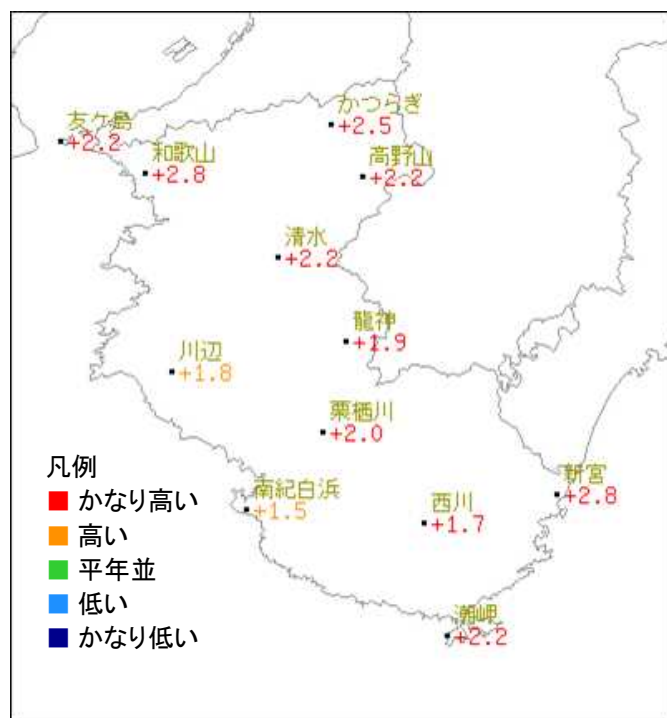 かつらぎ
+2.5
友ケ島
+2.2
和歌山
+2.8
高野山
+2.2
清水
+2.2
龍神
+1.9
川辺
+1.8
栗栖川
+2.0
凡例
かなり高い
高い
平年並
低い
かなり低い
南紀白浜
+1.5
西川
+1.7
新宮
+2.8
潮岬
+2.2